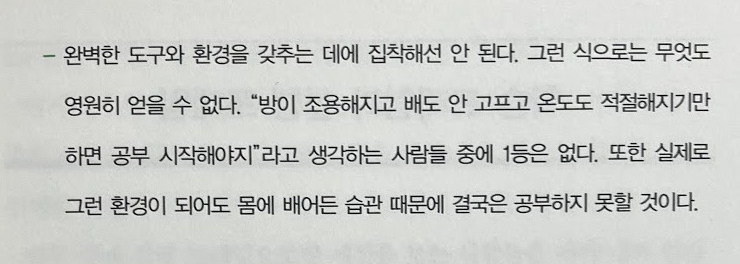 – 완벽한 도구와 환경을 갖추는 데에 집착해선 안 된다. 그런 식으로는 무엇도
영원히 얻을 수 없다. “방이 조용해지고 배도 안 고프고 온도도 적절해지기만
하면 공부 시작해야지”라고 생각하는 사람들 중에 1등은 없다. 또한 실제로
그런 환경이 되어도 몸에 배어든 습관 때문에 결국은 공부하지 못할 것이다.